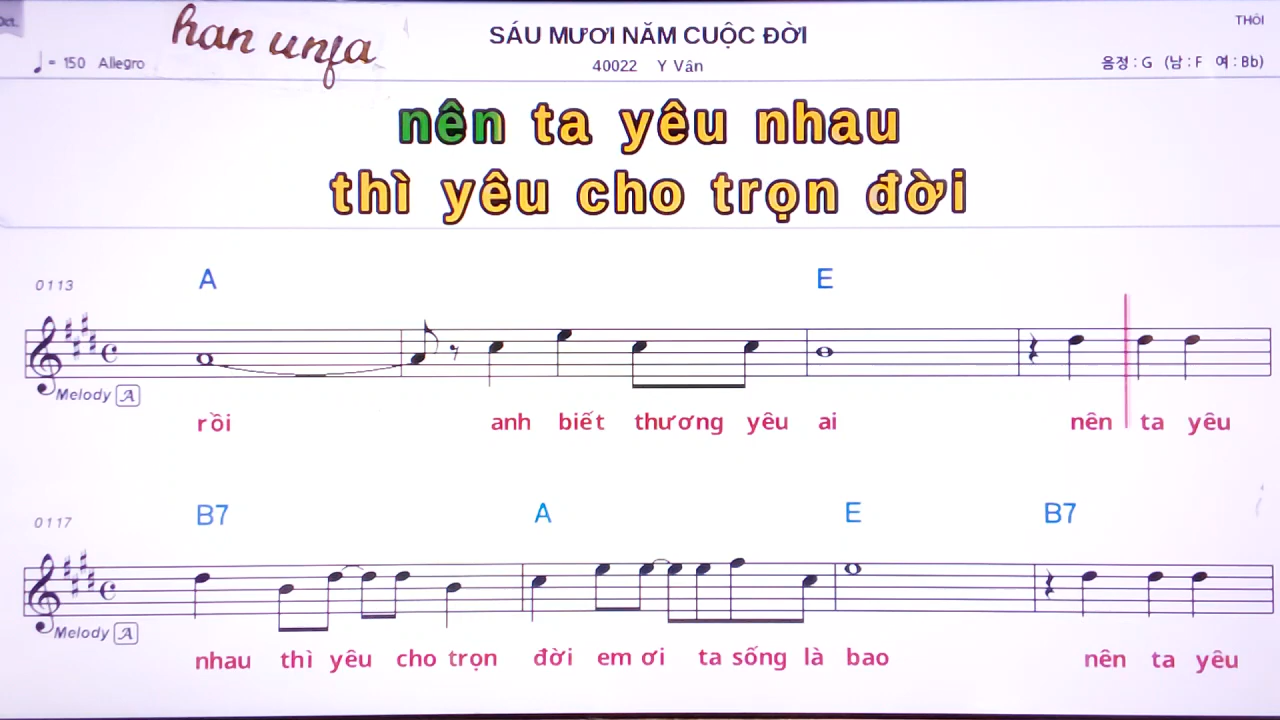 Oct.
han unfa
SÁU MƯƠI NĂM CUỘC ĐỜI
THÔI
♩ = 150 Allegro
40022 Y Vân
음정 : G (남 : F 여 : Bb)
nên ta yêu nhau
thì yêu cho trọn đời
0113
A E
Melody A
rồi anh biết thương yêu ai nên ta yêu
0117
B7 A E B7
Melody A
nhau thì yêu cho trọn đời em ơi ta sống là bao nên ta yêu